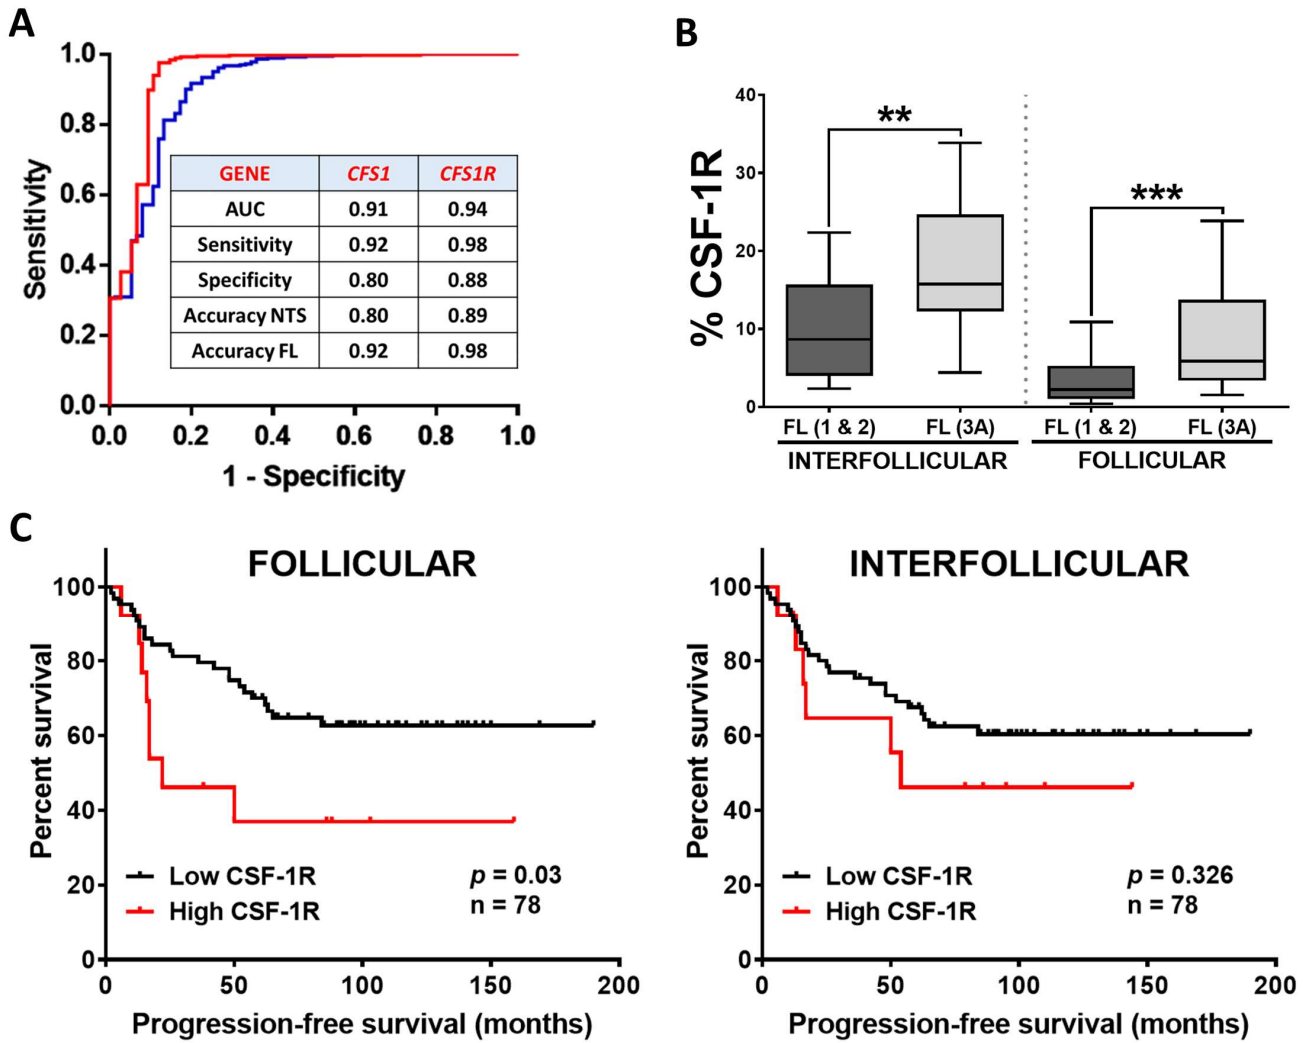 A
1.0
0.8
0.6
0.4
0.2
0.0
Sensitivity
0.0 0.2 0.4 0.6 0.8 1.0
1 - Specificity
GENE CFS1 CFS1R
AUC 0.91 0.94
Sensitivity 0.92 0.98
Specificity 0.80 0.88
Accuracy NTS 0.80 0.89
Accuracy FL 0.92 0.98
B
40
30
20
10
0
% CSF-1R
**
***
FL (1 & 2) FL (3A) FL (1 & 2) FL (3A)
INTERFOLLICULAR FOLLICULAR
C
FOLLICULAR
100
80
60
40
20
0
Percent survival
Low CSF-1R
High CSF-1R
p = 0.03
n = 78
0 50 100 150 200
Progression-free survival (months)
INTERFOLLICULAR
100
80
60
40
20
0
Percent survival
Low CSF-1R
High CSF-1R
p = 0.326
n = 78
0 50 100 150 200
Progression-free survival (months)